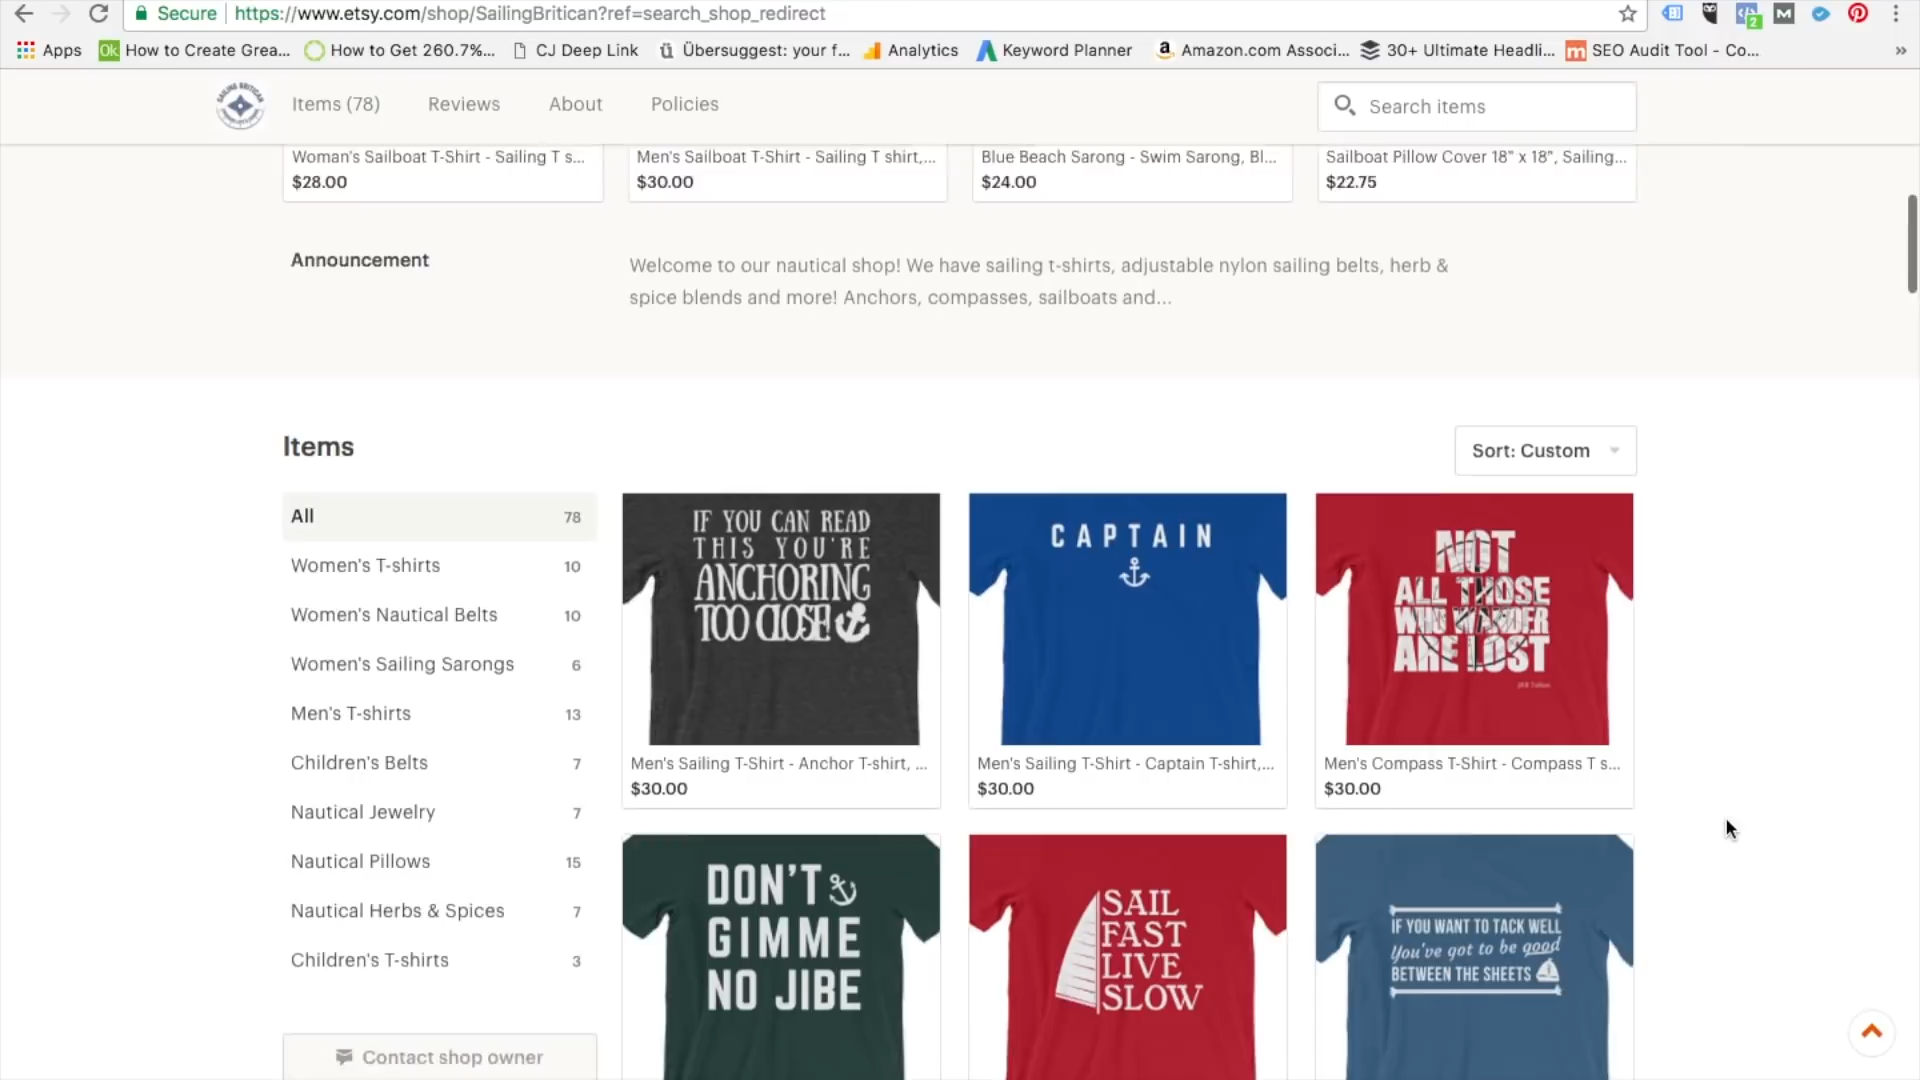 Secure
https://www.etsy.com/shop/SailingBritican?ref=search_shop_redirect
2
M
Apps
Ok How to Create Grea...
How to Get 260.7%...
CJ Deep Link
ü Übersuggest: your f...
Analytics
Keyword Planner
a Amazon.com Associ...
30+ Ultimate Headli...
m SEO Audit Tool - Co...
»
SAILING BRITICAN
Items (78)
Reviews
About
Policies
Search items
Woman's Sailboat T-Shirt - Sailing T s...
$28.00
Men's Sailboat T-Shirt - Sailing T shirt,...
$30.00
Blue Beach Sarong - Swim Sarong, Bl...
$24.00
Sailboat Pillow Cover 18" x 18", Sailing...
$22.75
Announcement
Welcome to our nautical shop! We have sailing t-shirts, adjustable nylon sailing belts, herb &
spice blends and more! Anchors, compasses, sailboats and...
Items
Sort: Custom
All 78
Women's T-shirts 10
Women's Nautical Belts 10
Women's Sailing Sarongs 6
Men's T-shirts 13
Children's Belts 7
Nautical Jewelry 7
Nautical Pillows 15
Nautical Herbs & Spices 7
Children's T-shirts 3
Contact shop owner
IF YOU CAN READ
THIS YOU'RE
ANCHORING
TOO CLOSE!
Men's Sailing T-Shirt - Anchor T-shirt, ...
$30.00
CAPTAIN
Men's Sailing T-Shirt - Captain T-shirt,...
$30.00
NOT
ALL THOSE
WHO WANDER
ARE LOST
Men's Compass T-Shirt - Compass T s...
$30.00
DON'T
GIMME
NO JIBE
SAIL
FAST
LIVE
SLOW
IF YOU WANT TO TACK WELL
You've got to be good
BETWEEN THE SHEETS